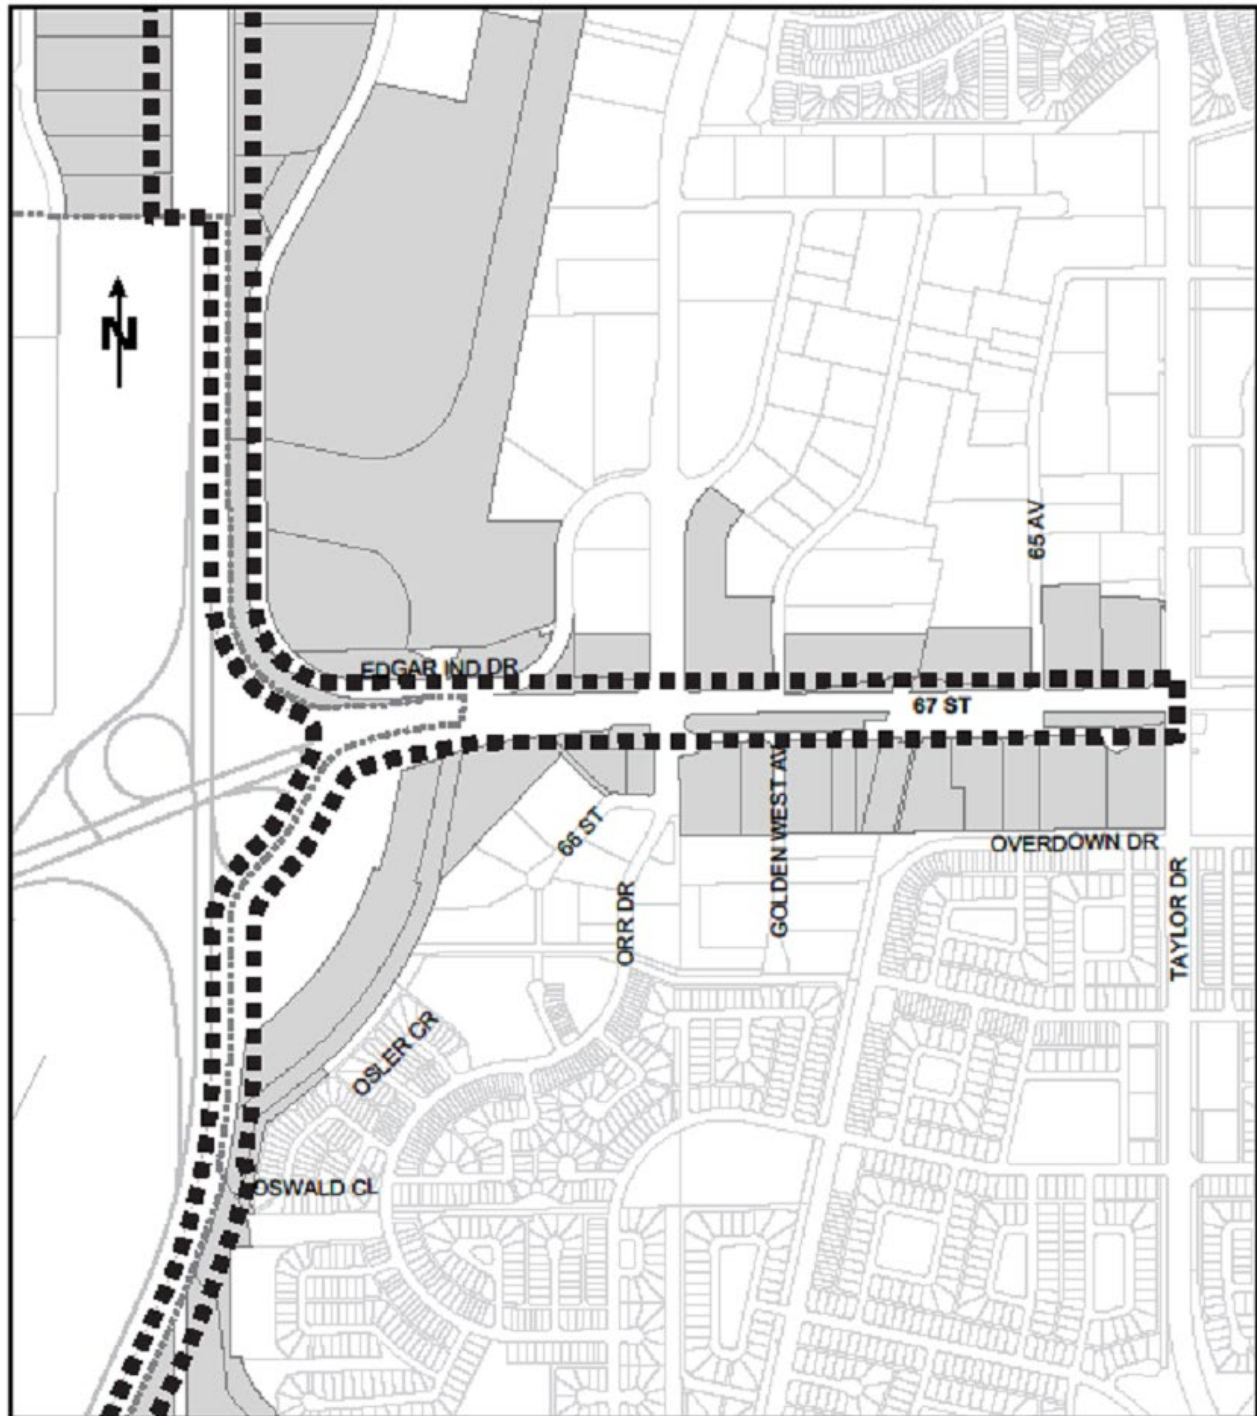 N
65 AV
EDGAR IND DR
67 ST
66 ST
GOLDEN WEST AV
OVERDOWN DR
ORR DR
TAYLOR DR
OSLER CR
OSWALD CL